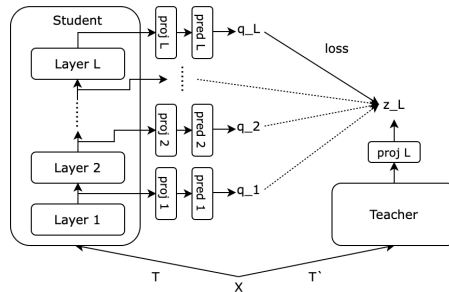 Student
Layer L
Layer 2
Layer 1
proj L
pred L
q_L
proj 2
pred 2
q_2
proj 1
pred 1
q_1
loss
z_L
proj L
Teacher
T
X
T`